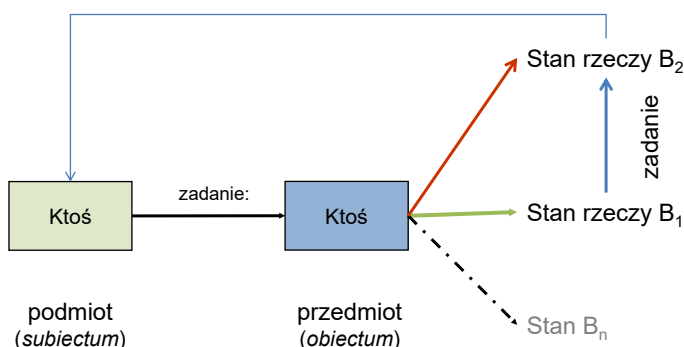 Stan rzeczy B₂
zadanie
zadanie:
Ktoś
Ktoś
Stan rzeczy B₁
podmiot
(subiectum)
przedmiot
(obiectum)
Stan Bₙ